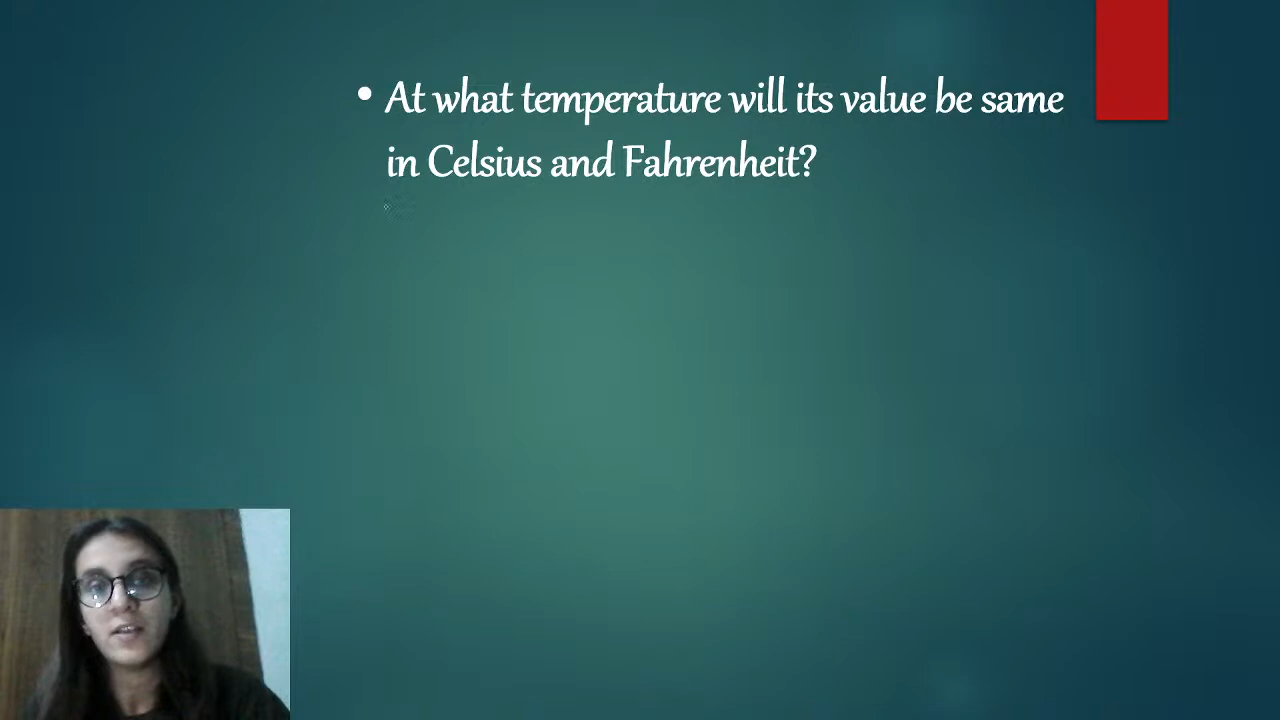 • At what temperature will its value be same
in Celsius and Fahrenheit?